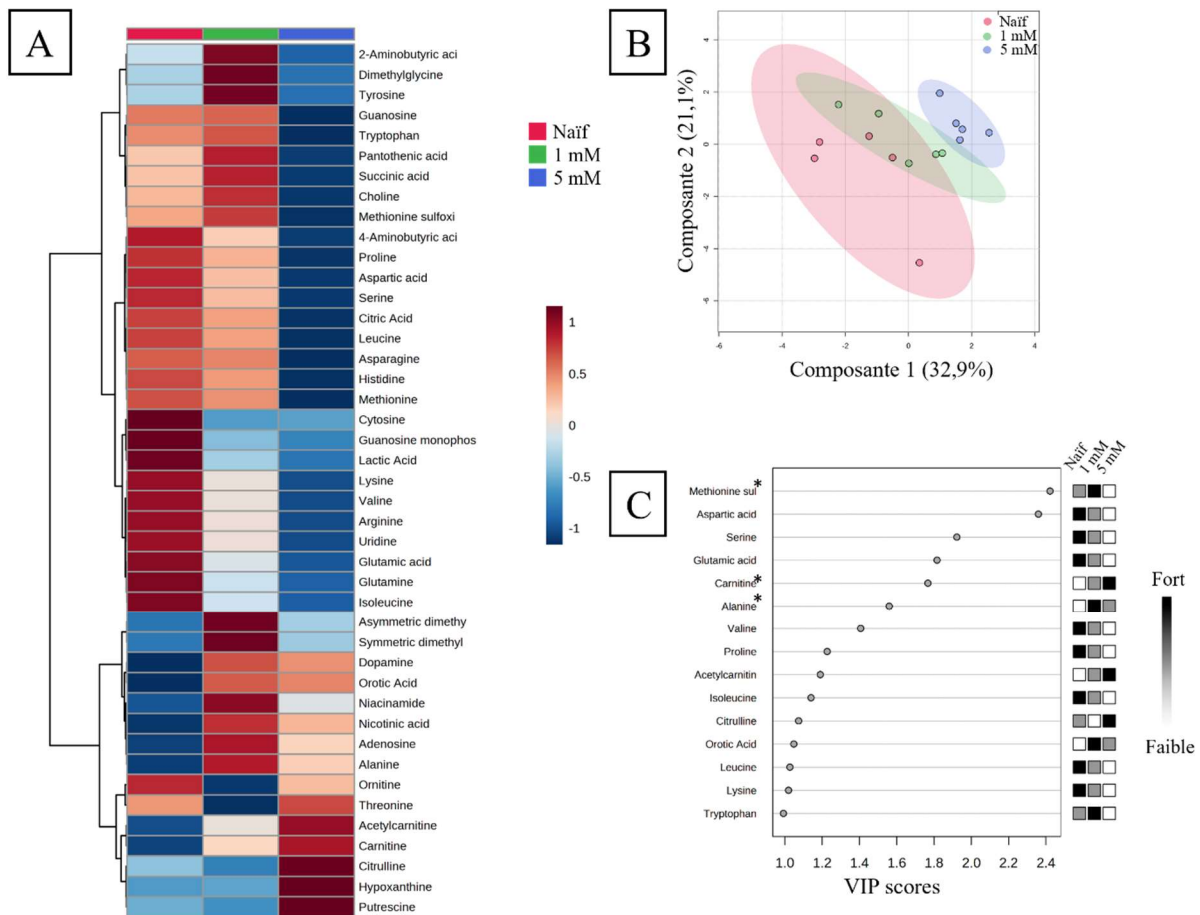 A
2-Aminobutyric aci
Dimethylglycine
Tyrosine
Guanosine
Tryptophan
Pantothenic acid
Succinic acid
Choline
Methionine sulfoxi
4-Aminobutyric aci
Proline
Aspartic acid
Serine
Citric Acid
Leucine
Asparagine
Histidine
Methionine
Cytosine
Guanosine monophos
Lactic Acid
Lysine
Valine
Arginine
Uridine
Glutamic acid
Glutamine
Isoleucine
Asymmetric dimethy
Symmetric dimethyl
Dopamine
Orotic Acid
Niacinamide
Nicotinic acid
Adenosine
Alanine
Ornitine
Threonine
Acetylcarnitine
Carnitine
Citrulline
Hypoxanthine
Putrescine
Naïf
1 mM
5 mM
1
0.5
0
-0.5
-1
B
Naïf
1 mM
5 mM
4
2
0
-2
-4
-6
-4
-2
0
2
4
Composante 2 (21,1%)
Composante 1 (32,9%)
C
Naïf
1 mM
5 mM
Methionine sul*
Aspartic acid
Serine
Glutamic acid
Carnitine*
Alanine*
Valine
Proline
Acetylcarnitin
Isoleucine
Citrulline
Orotic Acid
Leucine
Lysine
Tryptophan
1.0 1.2 1.4 1.6 1.8 2.0 2.2 2.4
VIP scores
Fort
Faible